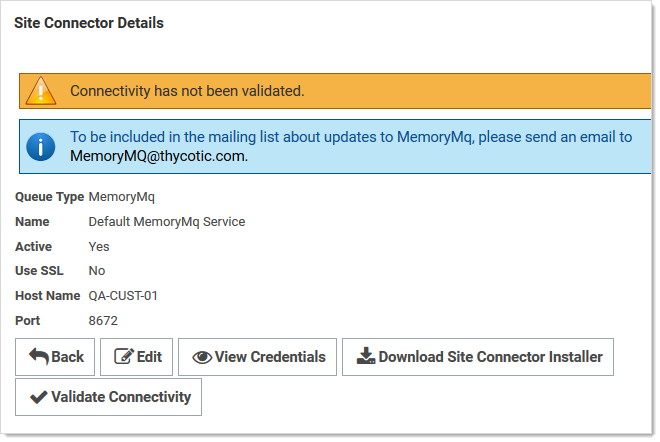 Site Connector Details
Connectivity has not been validated.
To be included in the mailing list about updates to MemoryMq, please send an email to
MemoryMQ@thycotic.com.
Queue Type MemoryMq
Name Default MemoryMq Service
Active Yes
Use SSL No
Host Name QA-CUST-01
Port 8672
Back Edit View Credentials Download Site Connector Installer
Validate Connectivity